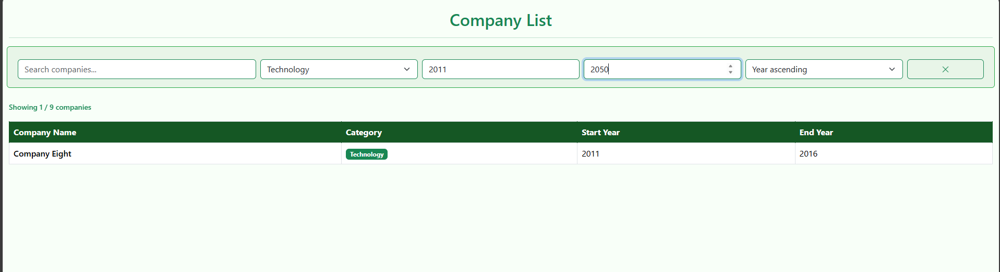 Company List
Search companies... Technology 2011 2050 Year ascending
Showing 1 / 9 companies
Company Name Category Start Year End Year
Company Eight Technology 2011 2016